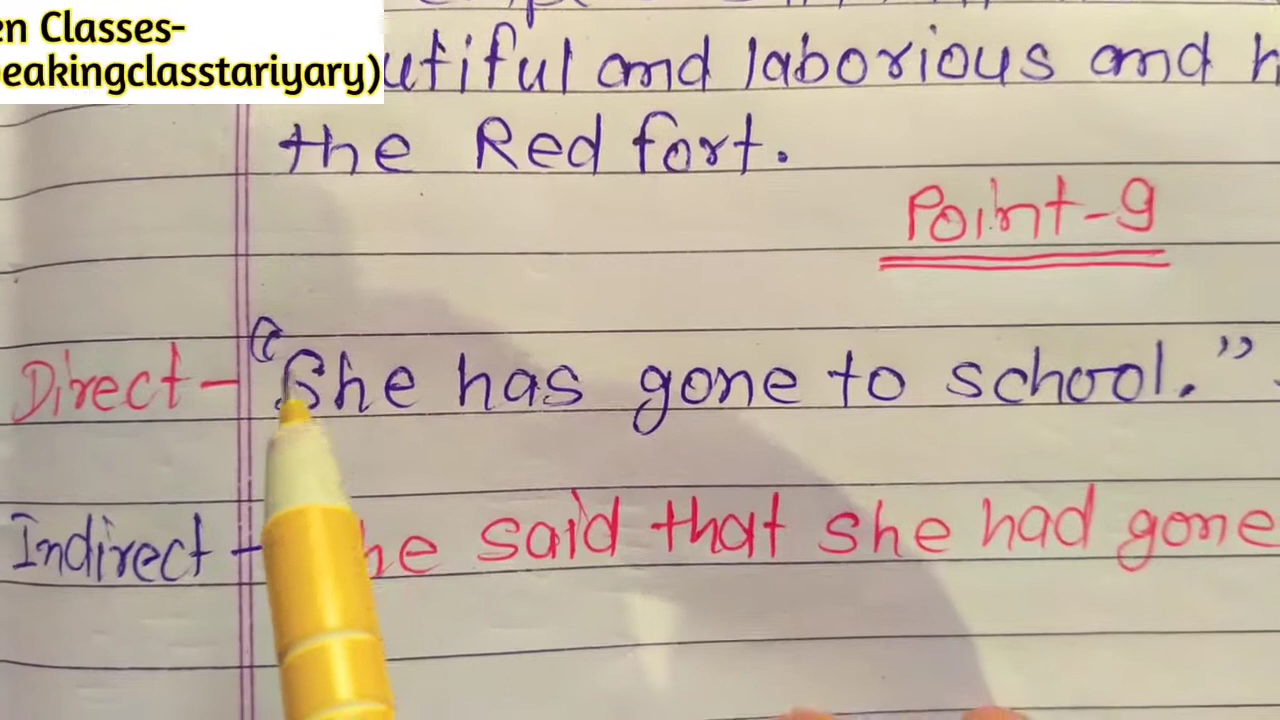 en Classes-
eakingclasstariyary)
utiful and laborious and h
the Red fort.
Point-9
Direct- "She has gone to school."
Indirect- he said that she had gone